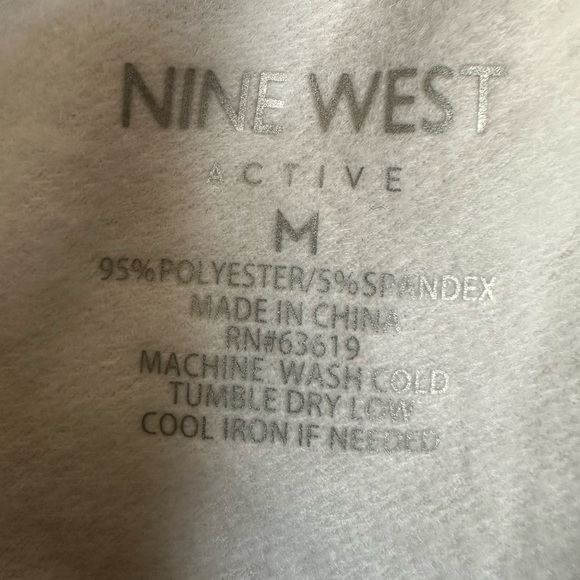 NINE WEST
ACTIVE
M
95%POLYESTER/5%SPANDEX
MADE IN CHINA
RN#63619
MACHINE WASH COLD
TUMBLE DRY LOW
COOL IRON IF NEEDED